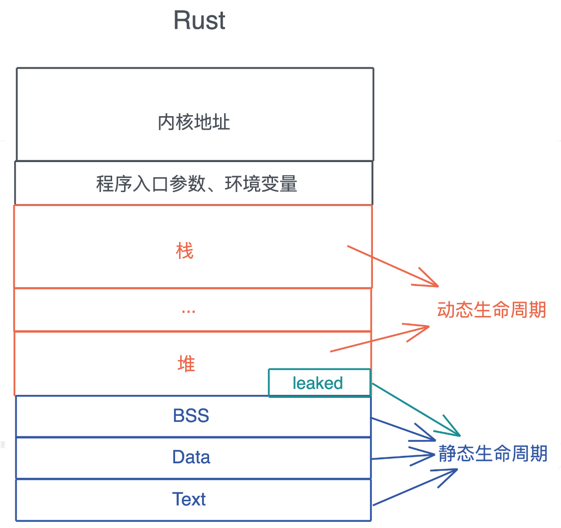 Rust
内核地址
程序入口参数、环境变量
栈
...
动态生命周期
堆
leaked
BSS
Data
静态生命周期
Text